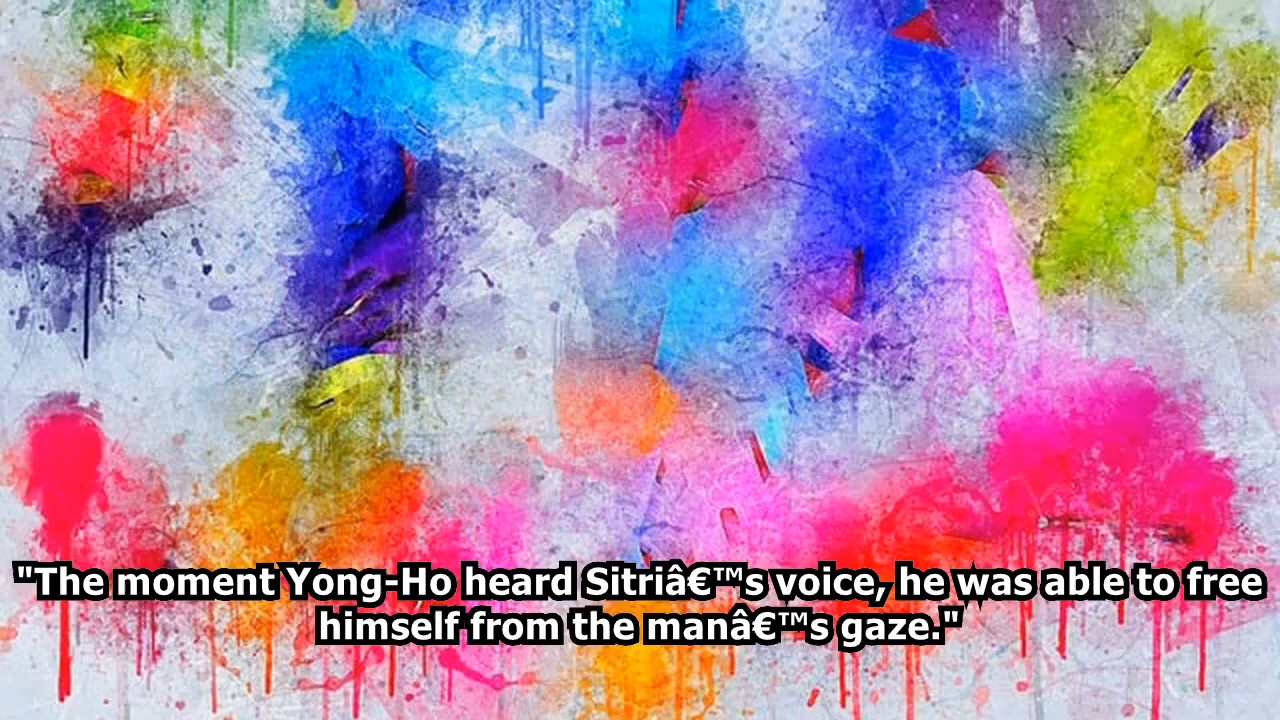 "The moment Yong-Ho heard Sitriâ€™s voice, he was able to free
himself from the manâ€™s gaze."